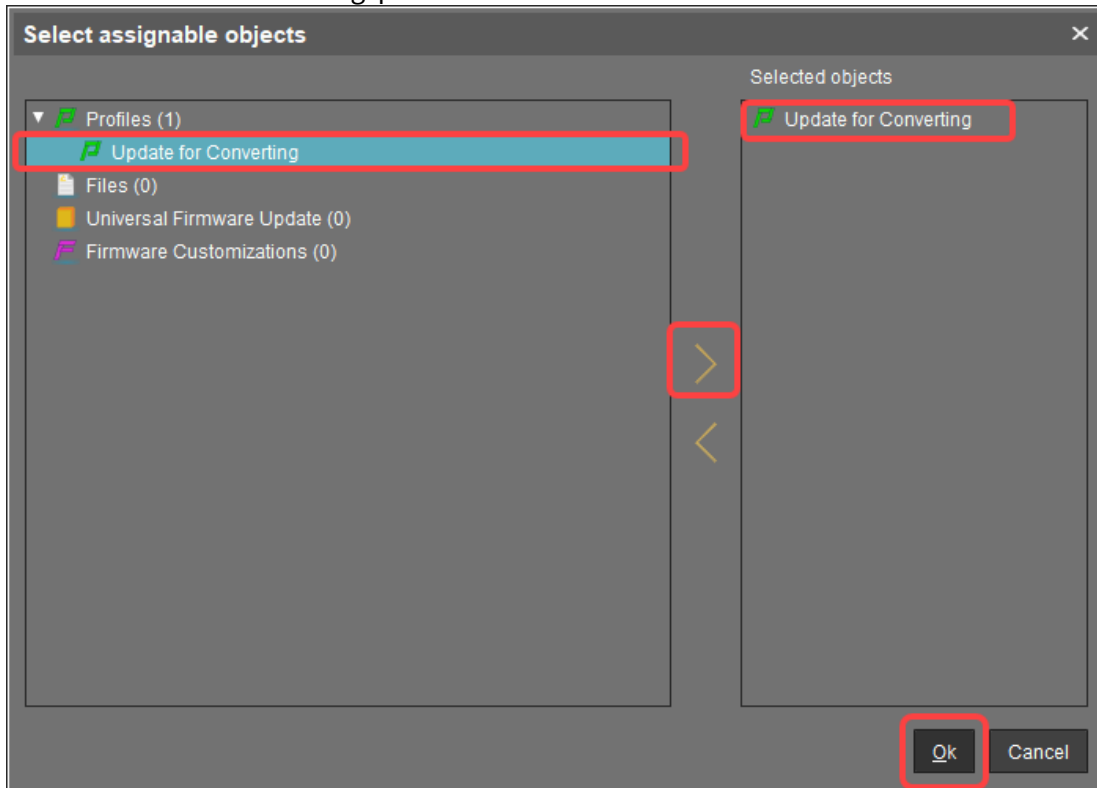 Select assignable objects
Selected objects
Profiles (1)
Update for Converting
Files (0)
Universal Firmware Update (0)
Firmware Customizations (0)
Update for Converting
Ok
Cancel